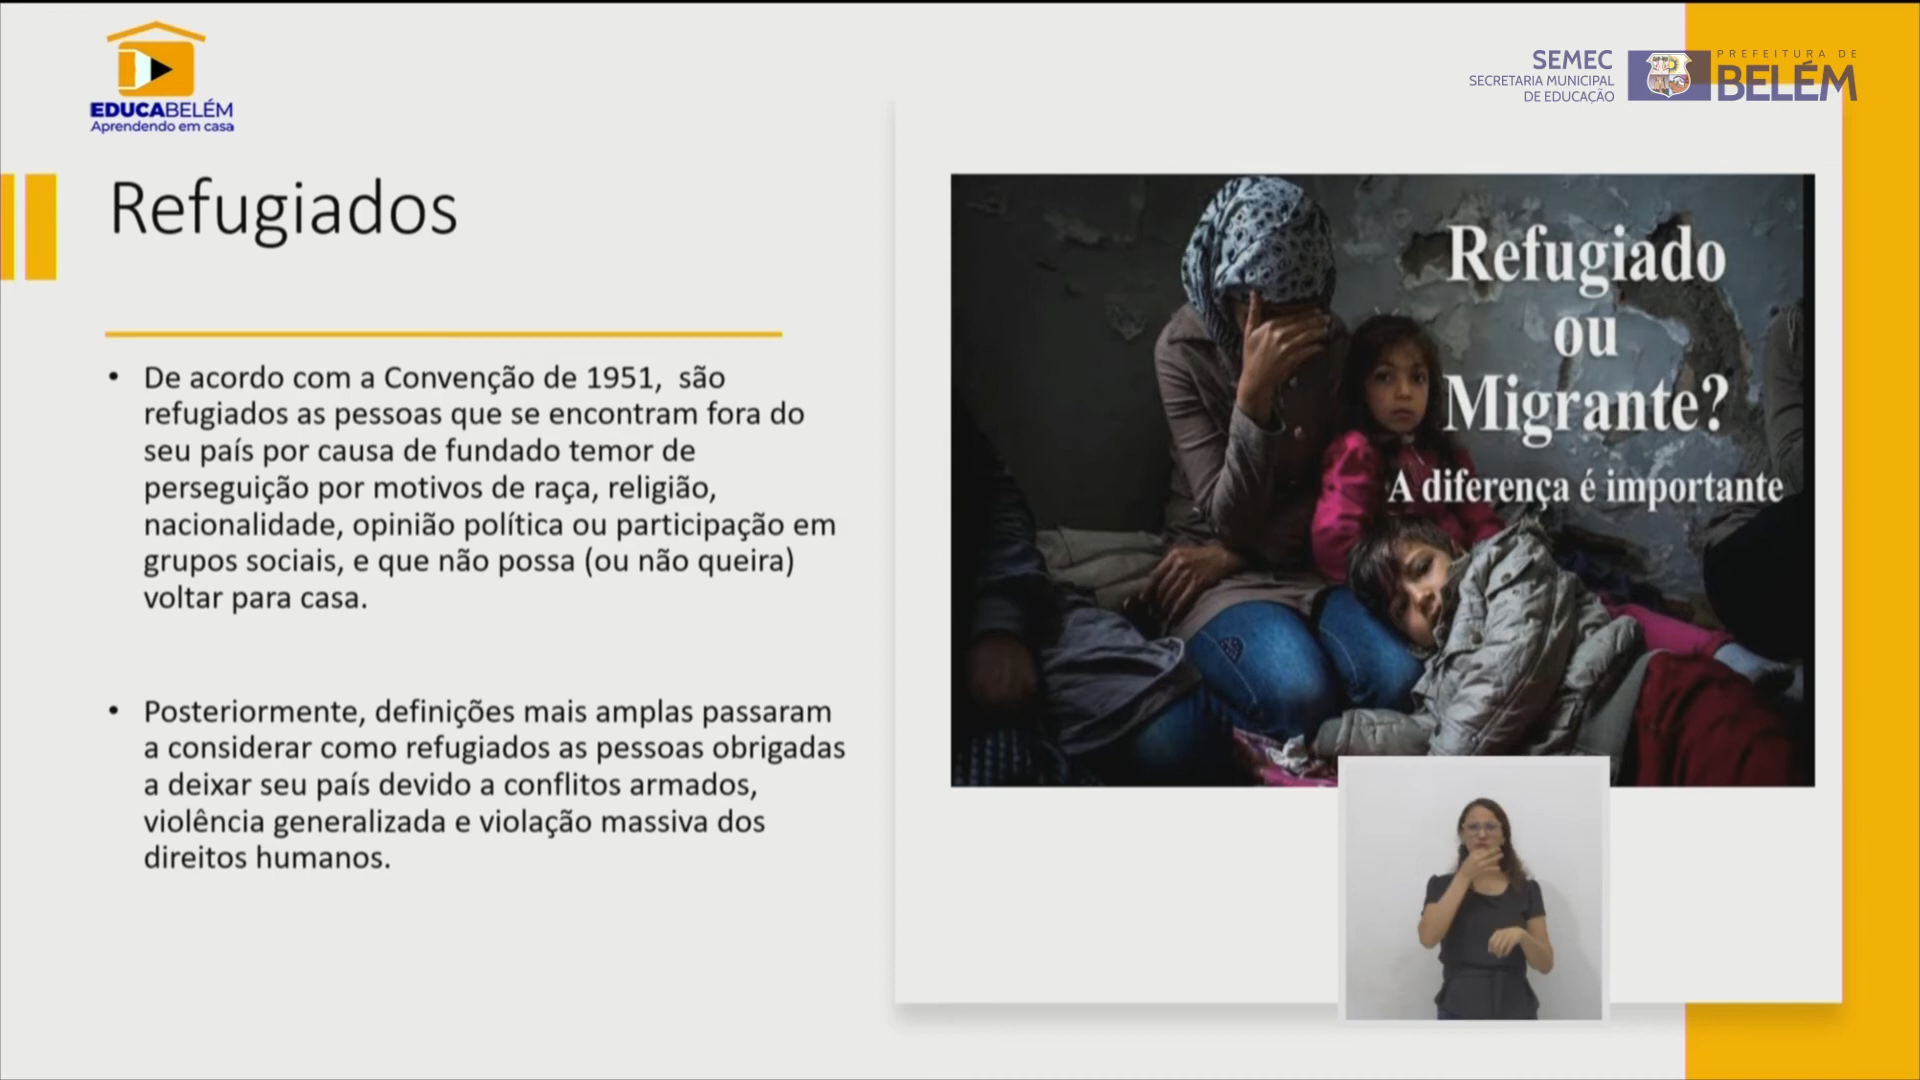 EDUCABELÉM
Aprendendo em casa
SEMEC
SECRETARIA MUNICIPAL
DE EDUCAÇÃO
PREFEITURA DE
BELÉM
Refugiados
• De acordo com a Convenção de 1951, são
refugiados as pessoas que se encontram fora do
seu país por causa de fundado temor de
perseguição por motivos de raça, religião,
nacionalidade, opinião política ou participação em
grupos sociais, e que não possa (ou não queira)
voltar para casa.
• Posteriormente, definições mais amplas passaram
a considerar como refugiados as pessoas obrigadas
a deixar seu país devido a conflitos armados,
violência generalizada e violação massiva dos
direitos humanos.
Refugiado
ou
Migrante?
A diferença é importante